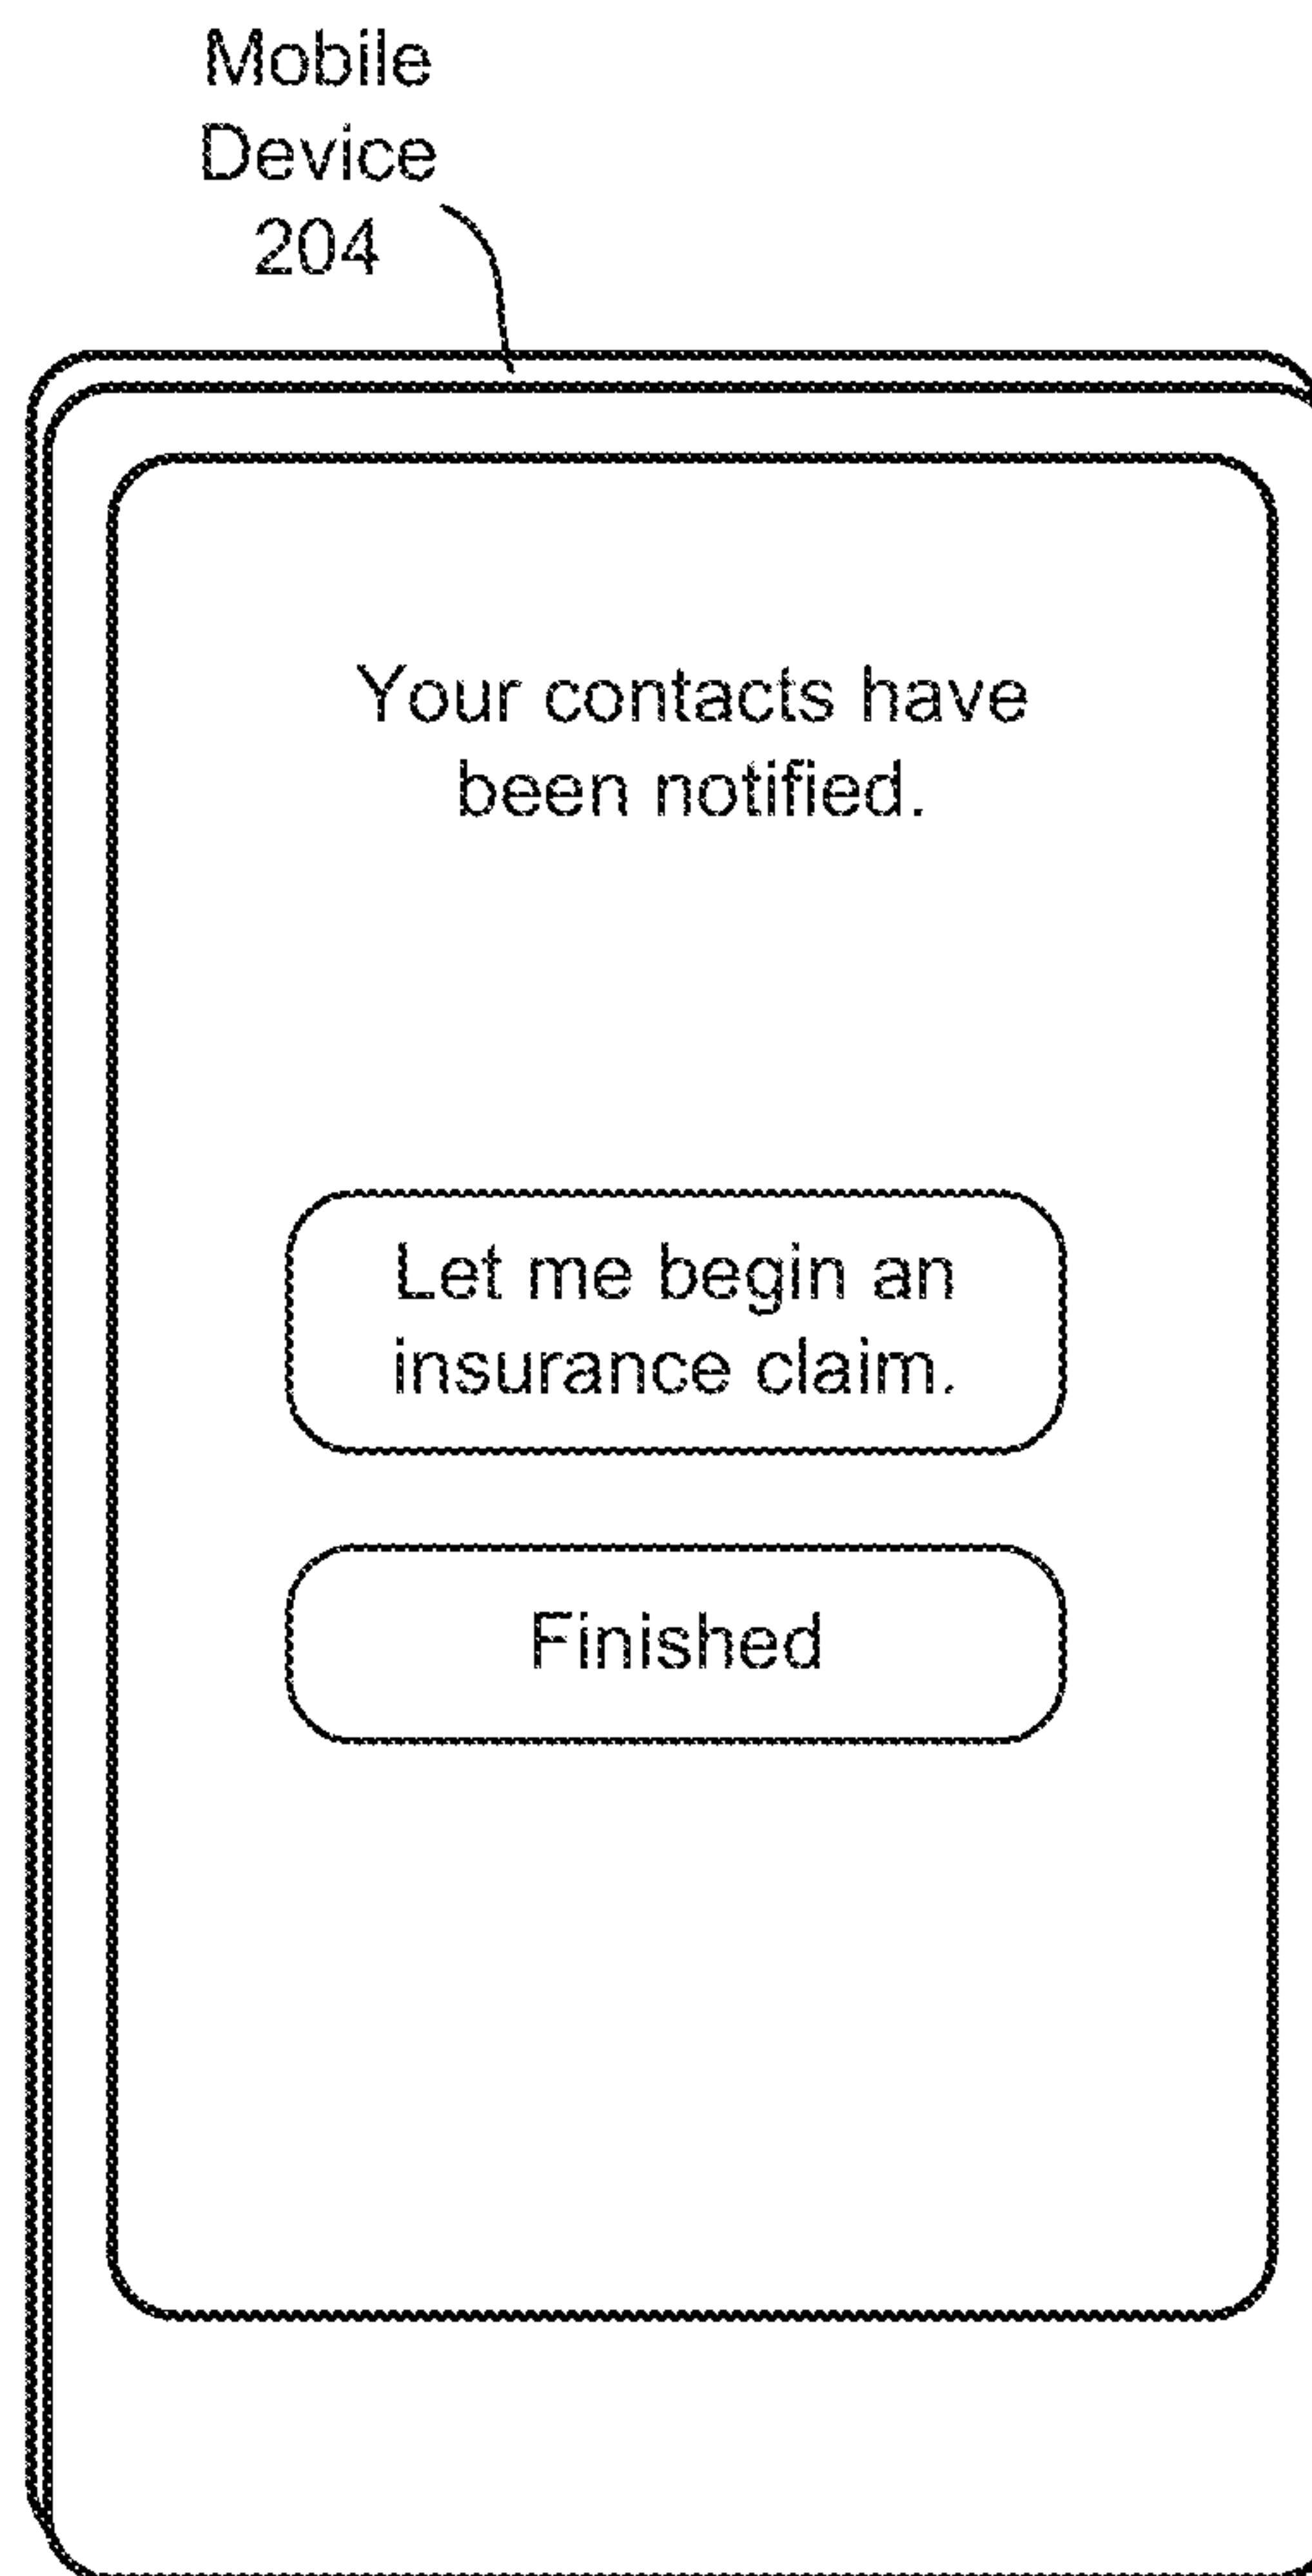 Mobile
Device
204
Your contacts have
been notified.
Let me begin an
insurance claim.
Finished